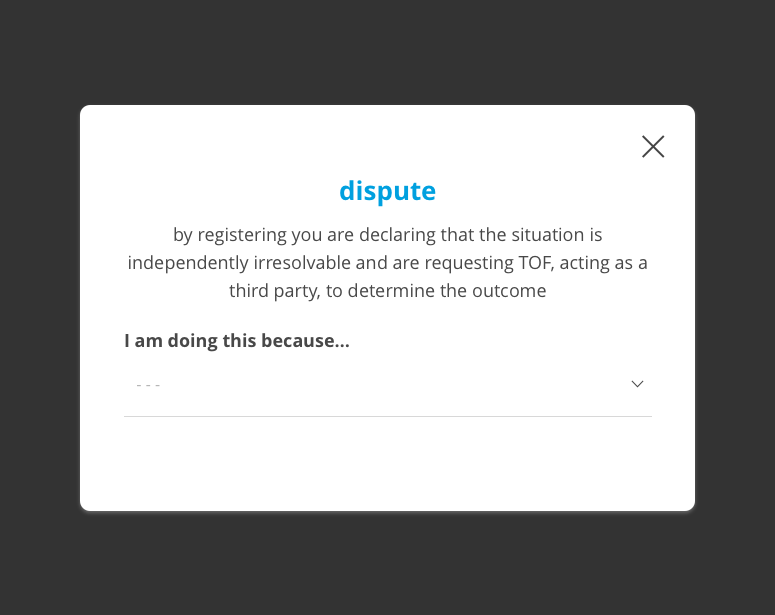 dispute
by registering you are declaring that the situation is
independently irresolvable and are requesting TOF, acting as a
third party, to determine the outcome
I am doing this because...
- - -